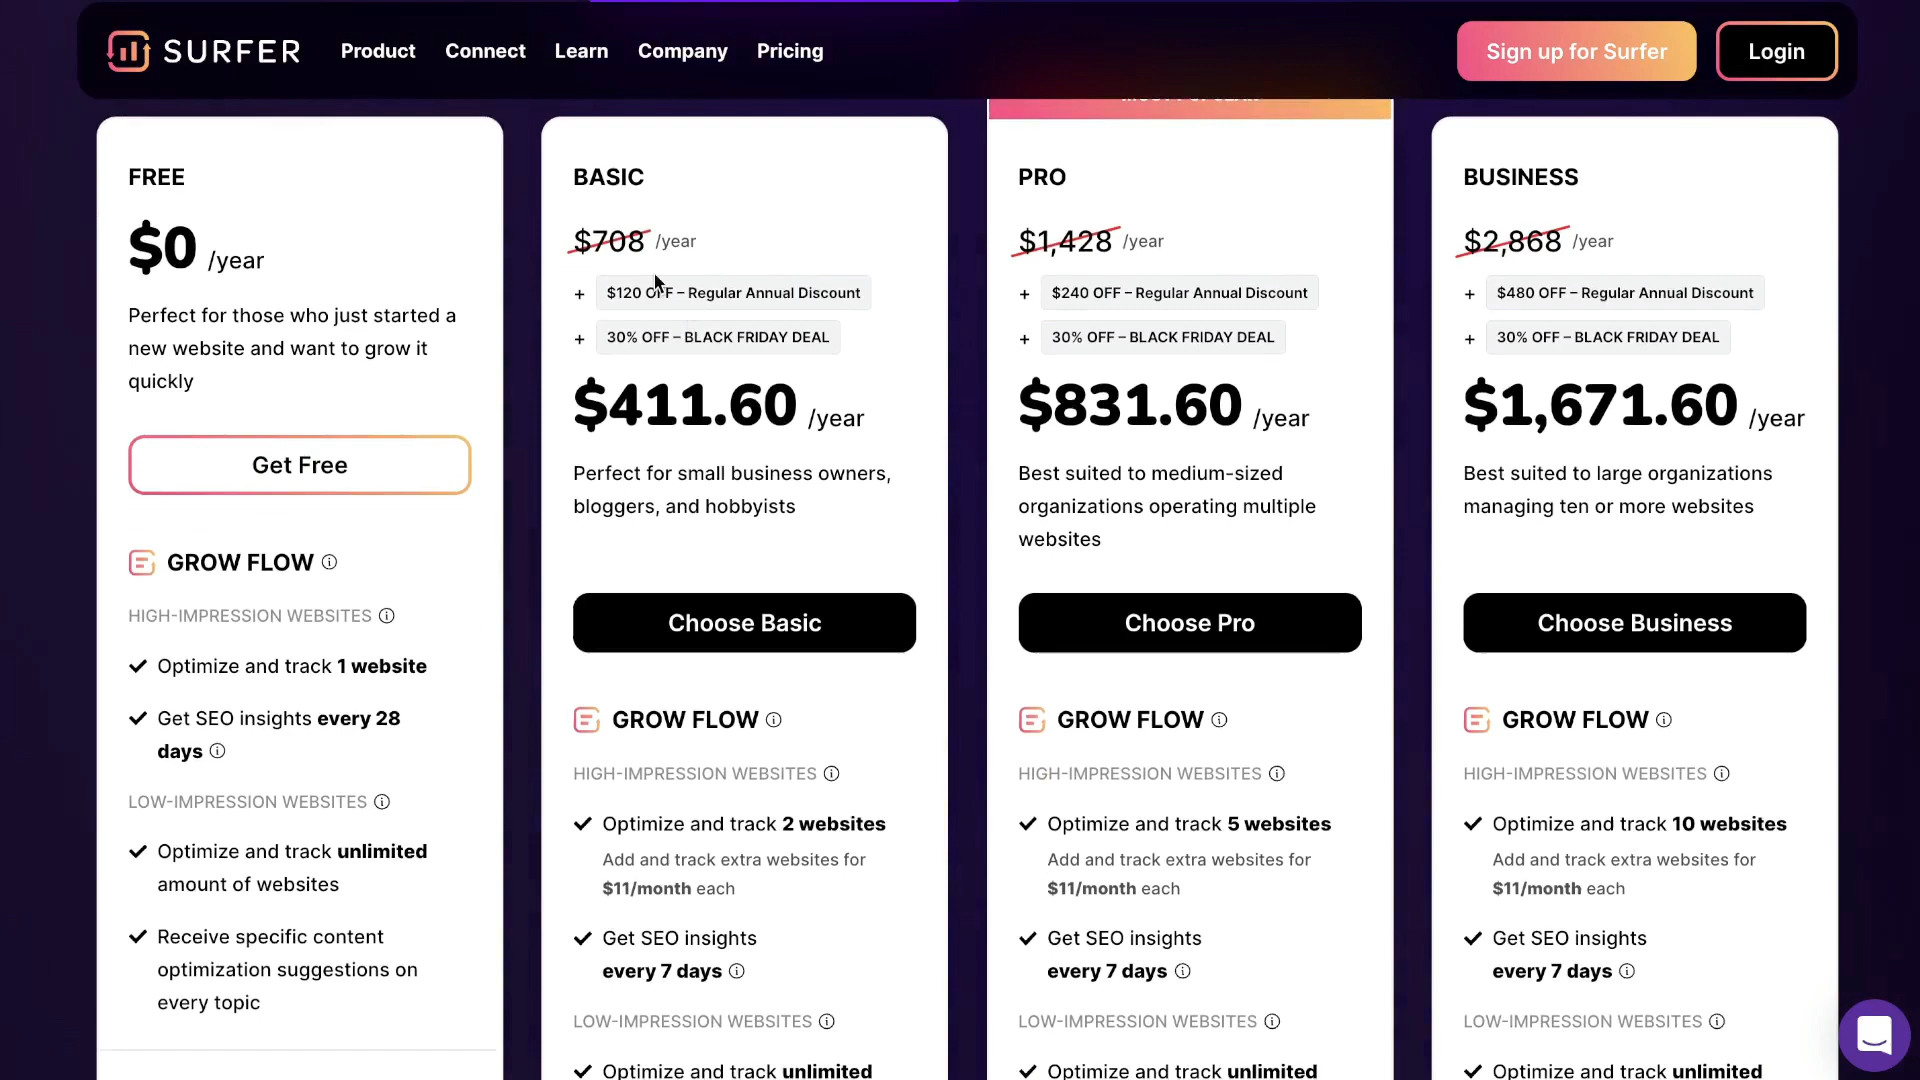 SURFER
Product
Connect
Learn
Company
Pricing
Sign up for Surfer
Login
FREE
$0 /year
Perfect for those who just started a
new website and want to grow it
quickly
Get Free
GROW FLOW
HIGH-IMPRESSION WEBSITES
Optimize and track 1 website
Get SEO insights every 28
days
LOW-IMPRESSION WEBSITES
Optimize and track unlimited
amount of websites
Receive specific content
optimization suggestions on
every topic
BASIC
$708 /year
+ $120 OFF – Regular Annual Discount
+ 30% OFF – BLACK FRIDAY DEAL
$411.60 /year
Perfect for small business owners,
bloggers, and hobbyists
Choose Basic
GROW FLOW
HIGH-IMPRESSION WEBSITES
Optimize and track 2 websites
Add and track extra websites for
$11/month each
Get SEO insights
every 7 days
LOW-IMPRESSION WEBSITES
Optimize and track unlimited
PRO
$1,428 /year
+ $240 OFF – Regular Annual Discount
+ 30% OFF – BLACK FRIDAY DEAL
$831.60 /year
Best suited to medium-sized
organizations operating multiple
websites
Choose Pro
GROW FLOW
HIGH-IMPRESSION WEBSITES
Optimize and track 5 websites
Add and track extra websites for
$11/month each
Get SEO insights
every 7 days
LOW-IMPRESSION WEBSITES
Optimize and track unlimited
BUSINESS
$2,868 /year
+ $480 OFF – Regular Annual Discount
+ 30% OFF – BLACK FRIDAY DEAL
$1,671.60 /year
Best suited to large organizations
managing ten or more websites
Choose Business
GROW FLOW
HIGH-IMPRESSION WEBSITES
Optimize and track 10 websites
Add and track extra websites for
$11/month each
Get SEO insights
every 7 days
LOW-IMPRESSION WEBSITES
Optimize and track unlimited